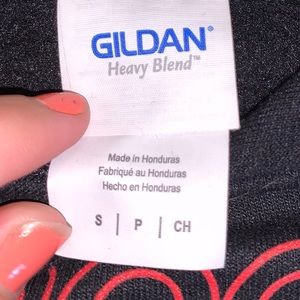 GILDAN®
Heavy Blend™
Made in Honduras
Fabriqué au Honduras
Hecho en Honduras
S | P | CH